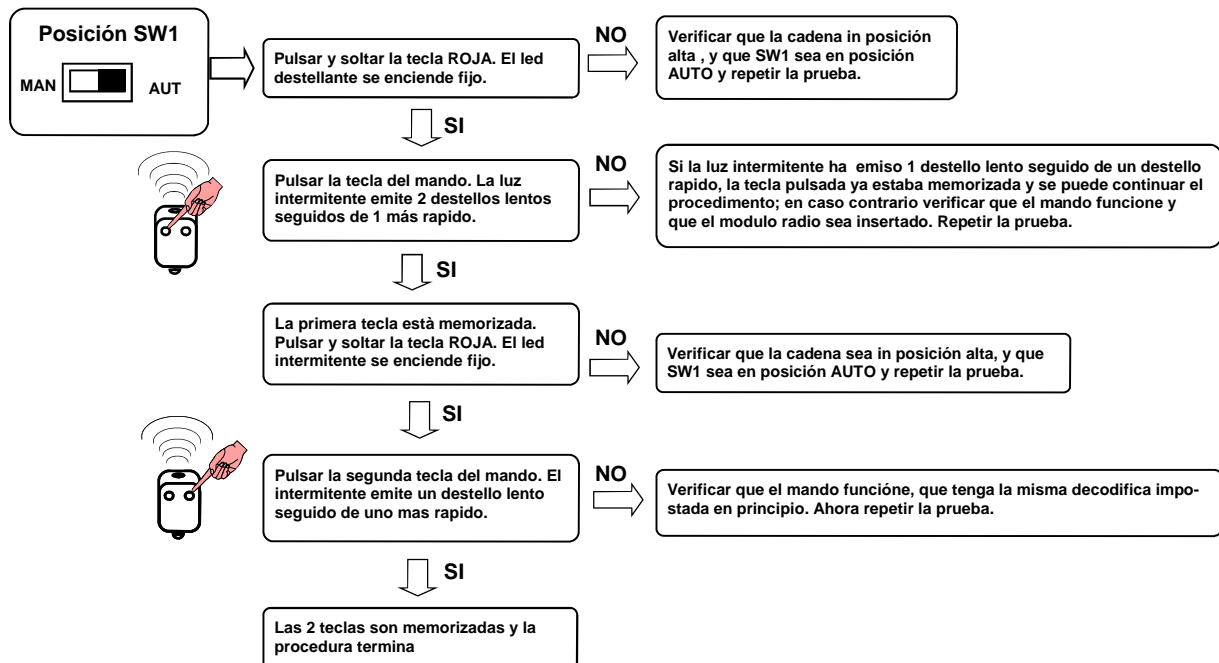 Posición SW1
MAN
AUT
Pulsar y soltar la tecla ROJA. El led
destellante se enciende fijo.
NO
Verificar que la cadena in posición
alta , y que SW1 sea en posición
AUTO y repetir la prueba.
SI
Pulsar la tecla del mando. La luz
intermitente emite 2 destellos lentos
seguidos de 1 más rapido.
NO
Si la luz intermitente ha emiso 1 destello lento seguido de un destello
rapido, la tecla pulsada ya estaba memorizada y se puede continuar el
procedimento; en caso contrario verificar que el mando funcione y
que el modulo radio sea insertado. Repetir la prueba.
SI
La primera tecla està memorizada.
Pulsar y soltar la tecla ROJA. El led
intermitente se enciende fijo.
NO
Verificar que la cadena sea in posición alta, y que
SW1 sea en posición AUTO y repetir la prueba.
SI
Pulsar la segunda tecla del mando. El
intermitente emite un destello lento
seguido de uno mas rapido.
NO
Verificar que el mando funcióne, que tenga la misma decodifica impo-
stada en principio. Ahora repetir la prueba.
SI
Las 2 teclas son memorizadas y la
procedura termina